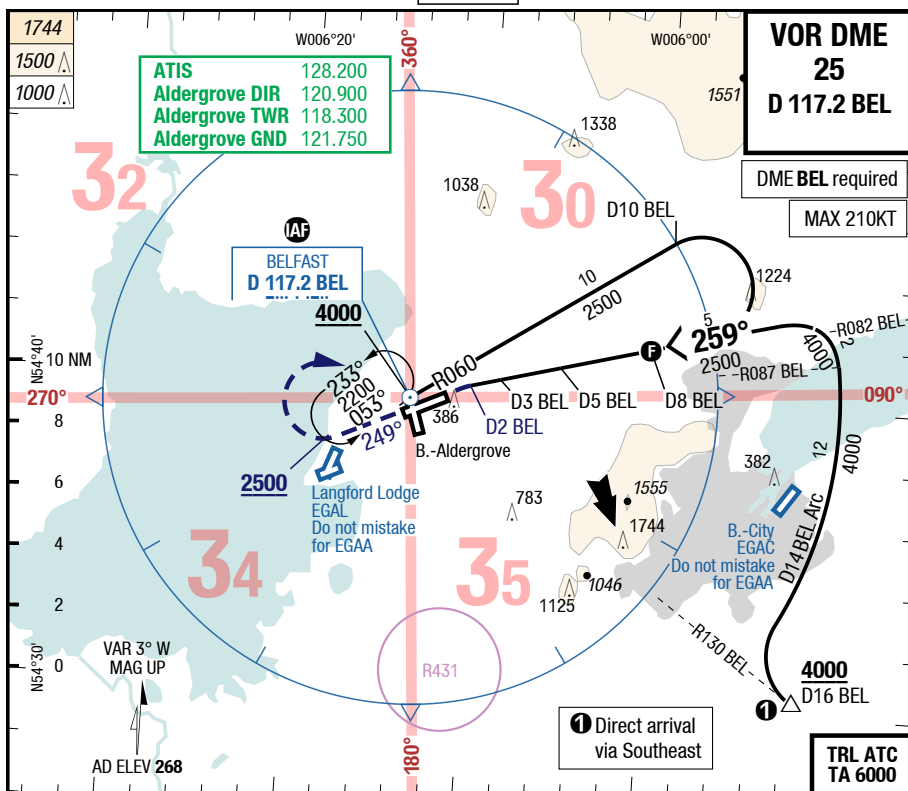 1744
1500
1000
W006°20'
360°
W006°00'
VOR DME
25
D 117.2 BEL
ATIS 128.200
Aldergrove DIR 120.900
Aldergrove TWR 118.300
Aldergrove GND 121.750
1551
1338
DME BEL required
MAX 210KT
32
30
1038
D10 BEL
IAF
BELFAST
D 117.2 BEL
4000
10
2500
1224
5
259°
2500
R082 BEL
2
4000
F
R087 BEL
N54°40'
10 NM
270°
090°
233°
2200
053°
R060
D3 BEL
D5 BEL
D8 BEL
386
D2 BEL
249°
B.-Aldergrove
8
6
4
2
0
2500
Langford Lodge
EGAL
Do not mistake
for EGAA
783
1555
1744
382
12
4000
B.-City
EGAC
Do not mistake
for EGAA
D14 BEL Arc
34
35
1046
1125
R130 BEL
N54°30'
VAR 3° W
MAG UP
R431
4000
D16 BEL
1
1 Direct arrival
via Southeast
180°
AD ELEV 268
TRL ATC
TA 6000